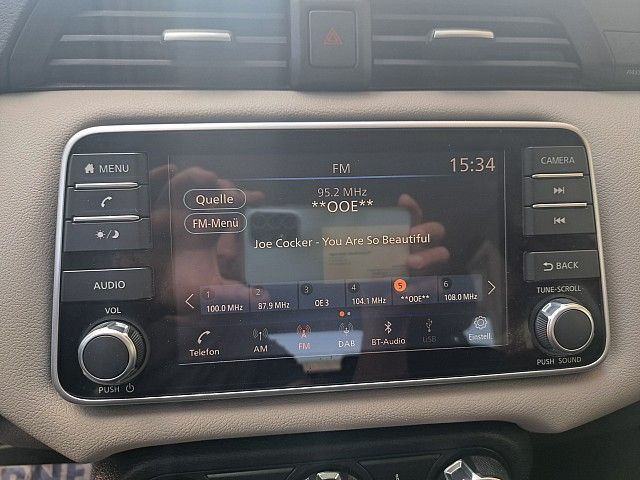 MENU
AUDIO
VOL
PUSH
FM
15:34
Quelle
95.2 MHz
**OOE**
FM-Menü
Joe Cocker - You Are So Beautiful
1 2 3 4 5 6
100.0 MHz 87.9 MHz OE 3 104.1 MHz **OOE** 108.0 MHz
Telefon AM FM DAB BT-Audio USB Einstell.
CAMERA
BACK
TUNE-SCROLL
PUSH SOUND